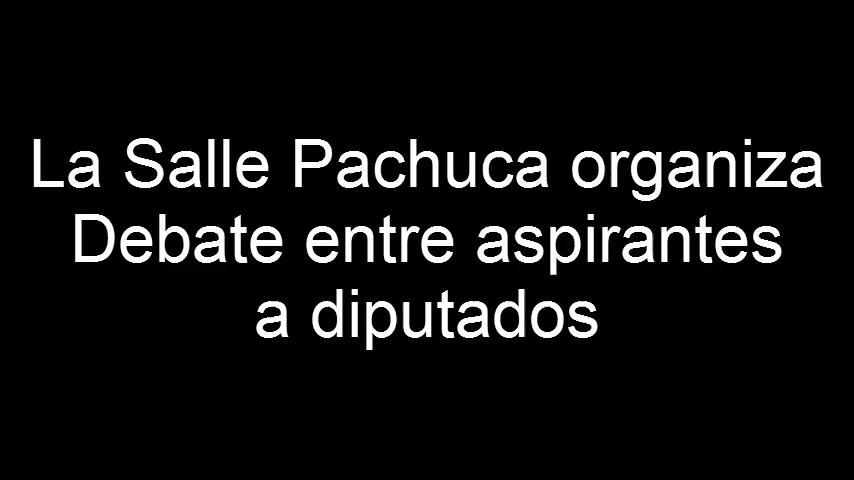 La Salle Pachuca organiza
Debate entre aspirantes
a diputados